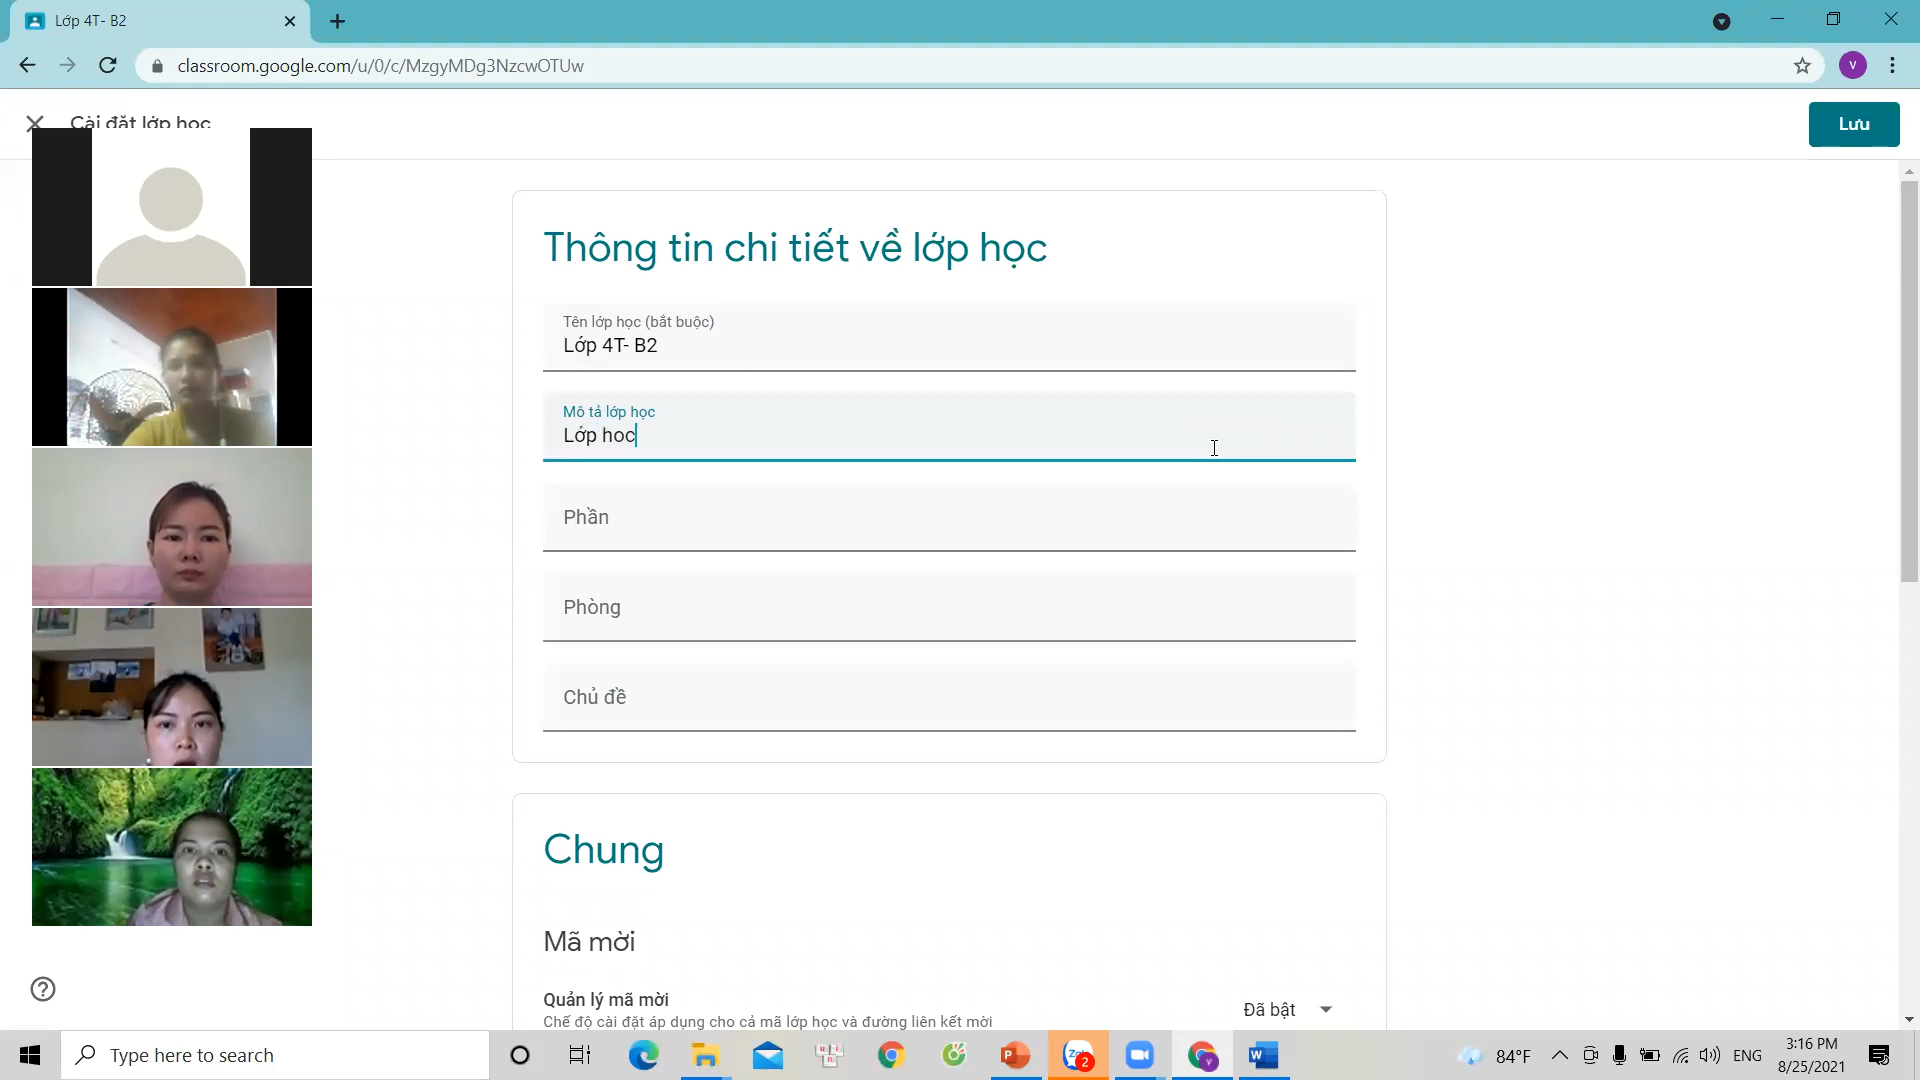 Lớp 4T- B2
classroom.google.com/u/0/c/MzgyMDg3NzcwOTUw
V
Cài đặt lớp học
Lưu
Thông tin chi tiết về lớp học
Tên lớp học (bắt buộc)
Lớp 4T- B2
Mô tả lớp học
Lớp hoc
Phần
Phòng
Chủ đề
Chung
Mã mời
Quản lý mã mời
Đã bật
Chế độ cài đặt áp dụng cho cả mã lớp học và đường liên kết mời
Type here to search
2
84°F
ENG
3:16 PM
8/25/2021